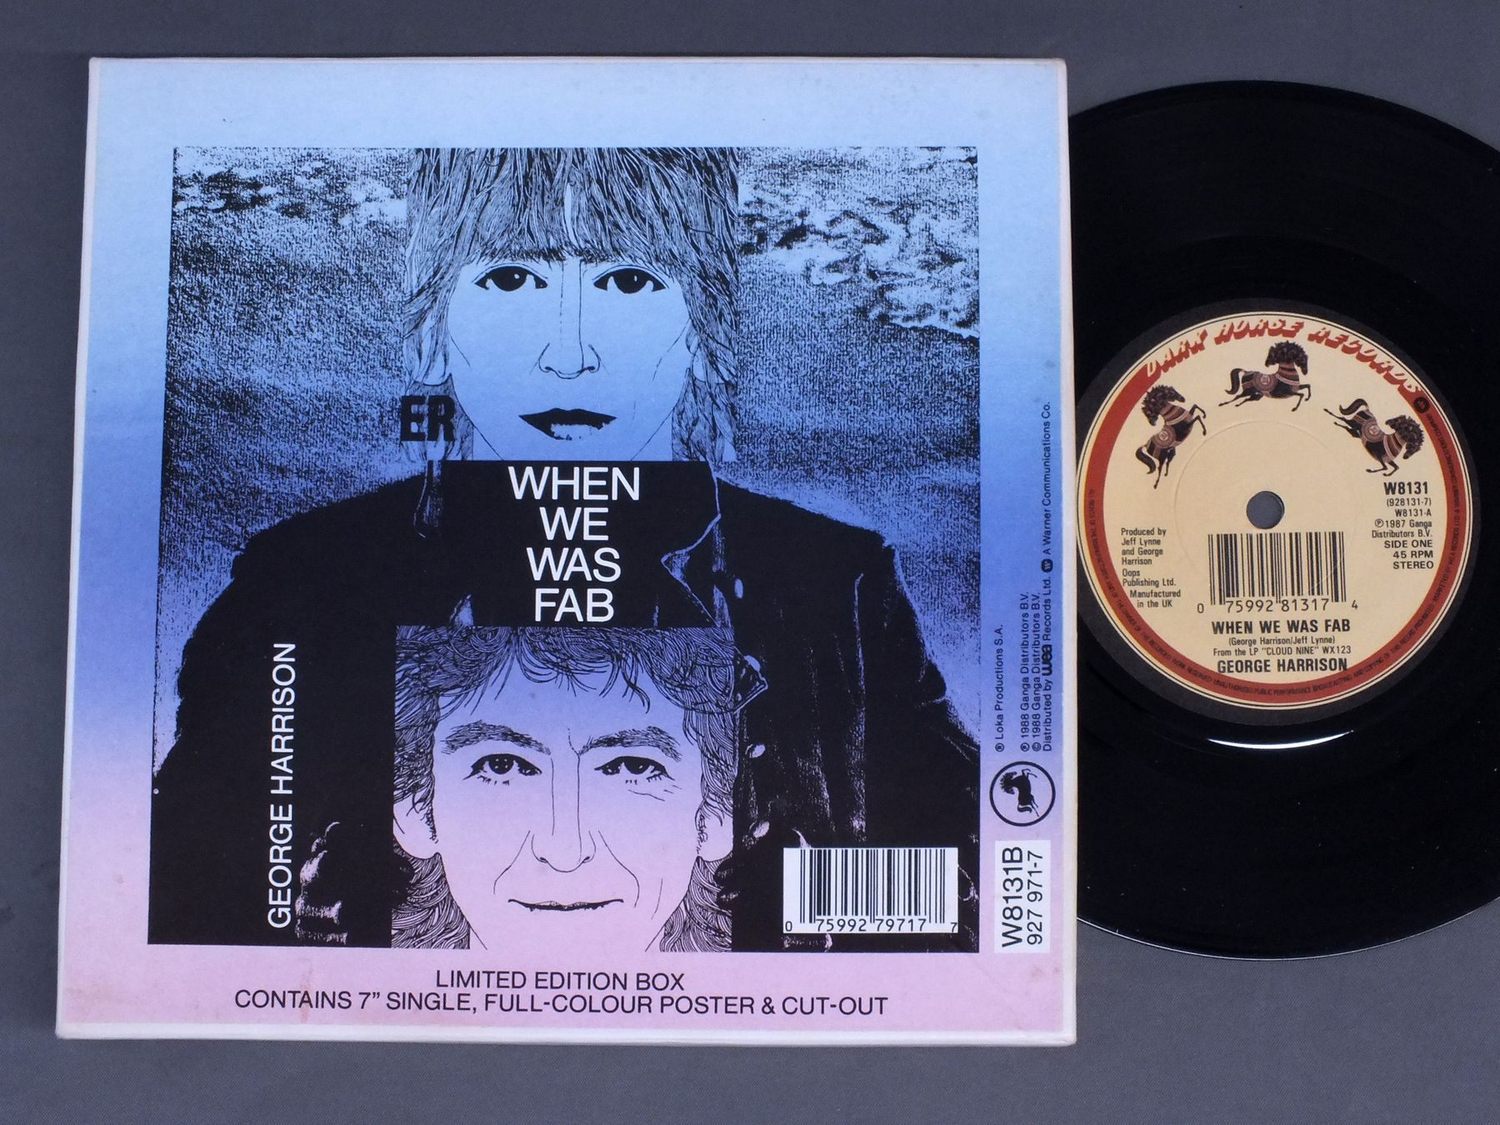 ER
WHEN
WE
WAS
FAB
GEORGE HARRISON
0 75992 79717 7
LIMITED EDITION BOX
CONTAINS 7” SINGLE, FULL-COLOUR POSTER & CUT-OUT
℗ Loka Productions S.A.
℗ 1988 Ganga Distributors B.V.
© 1988 Ganga Distributors B.V.
Distributed by wea Records Ltd. A Warner Communications Co.
W8131B
927 971-7
DARK HORSE RECORDS
W8131
(928131-7)
W8131-A
℗ 1987 Ganga
Distributors B.V.
SIDE ONE
45 RPM
STEREO
Produced by
Jeff Lynne
and George
Harrison
Oops
Publishing Ltd.
Manufactured
in the UK
0 75992 81317 4
WHEN WE WAS FAB
(George Harrison/Jeff Lynne)
From the LP "CLOUD NINE" WX123
GEORGE HARRISON